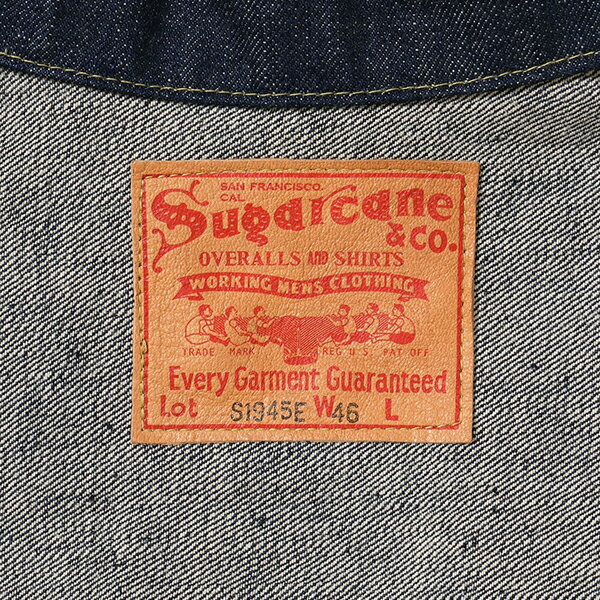 SAN FRANCISCO.
CAL
Sugarcane
& CO.
OVERALLS AND SHIRTS
WORKING MENS CLOTHING
TRADE MARK REG U.S. PAT OFF
Every Garment Guaranteed
Lot S1945E W 46 L